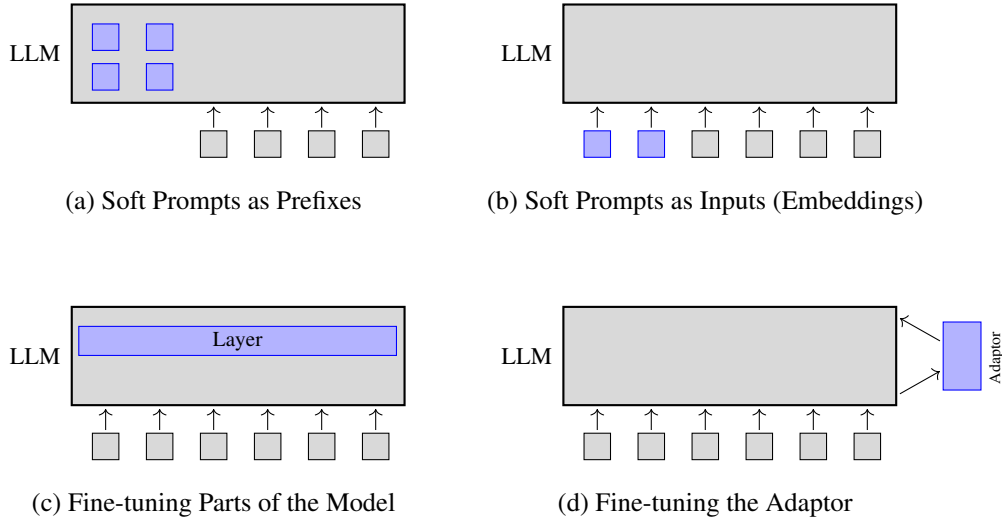 LLM
(a) Soft Prompts as Prefixes
LLM
(b) Soft Prompts as Inputs (Embeddings)
LLM
Layer
(c) Fine-tuning Parts of the Model
LLM
Adaptor
(d) Fine-tuning the Adaptor